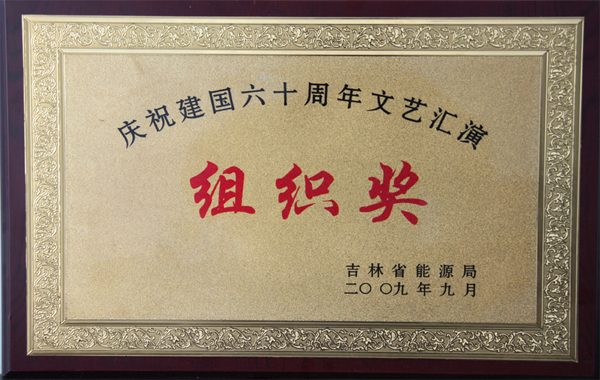 庆祝建国六十周年文艺汇演
组织奖
吉林省能源局
二〇〇九年九月